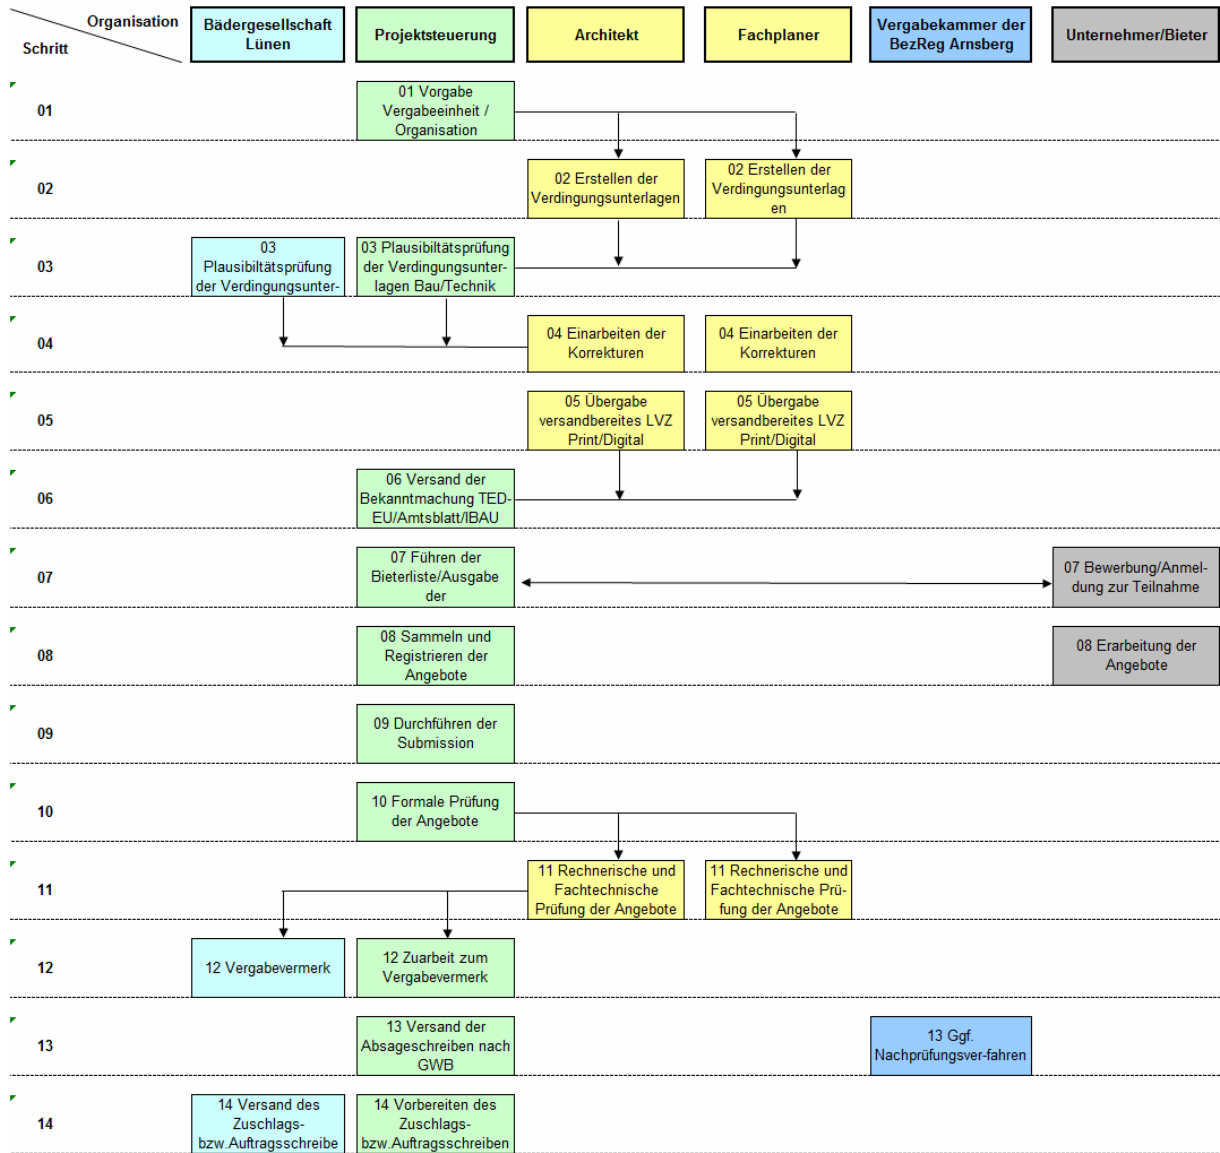 Organisation
Schritt
Bädergesellschaft
Lünen
Projektsteuerung
Architekt
Fachplaner
Vergabekammer der
BezReg Arnsberg
Unternehmer/Bieter
01
01 Vorgabe
Vergabeeinheit /
Organisation
02
02 Erstellen der
Verdingungsunterlagen
02 Erstellen der
Verdingungsunterlag
en
03
03
Plausibiltätsprüfung
der Verdingungsunter-
03 Plausibiltätsprüfung
der Verdingungsunter-
lagen Bau/Technik
04
04 Einarbeiten der
Korrekturen
04 Einarbeiten der
Korrekturen
05
05 Übergabe
versandbereites LVZ
Print/Digital
05 Übergabe
versandbereites LVZ
Print/Digital
06
06 Versand der
Bekanntmachung TED-
EU/Amtsblatt/IBAU
07
07 Führen der
Bieterliste/Ausgabe
der
07 Bewerbung/Anmel-
dung zur Teilnahme
08
08 Sammeln und
Registrieren der
Angebote
08 Erarbeitung der
Angebote
09
09 Durchführen der
Submission
10
10 Formale Prüfung
der Angebote
11
11 Rechnerische und
Fachtechnische
Prüfung der Angebote
11 Rechnerische und
Fachtechnische Prü-
fung der Angebote
12
12 Vergabevermerk
12 Zuarbeit zum
Vergabevermerk
13
13 Versand der
Absageschreiben nach
GWB
13 Ggf.
Nachprüfungsver-fahren
14
14 Versand des
Zuschlags-
bzw.Auftragsschreibe
14 Vorbereiten des
Zuschlags-
bzw.Auftragsschreiben